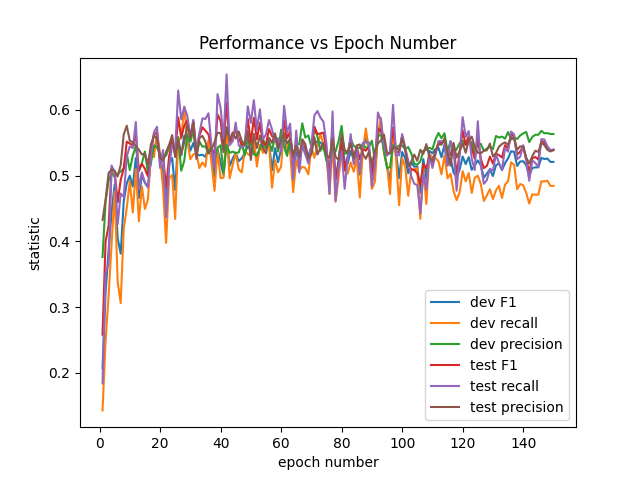 Performance vs Epoch Number
statistic
0.6
0.5
0.4
0.3
0.2
dev F1
dev recall
dev precision
test F1
test recall
test precision
0 20 40 60 80 100 120 140
epoch number